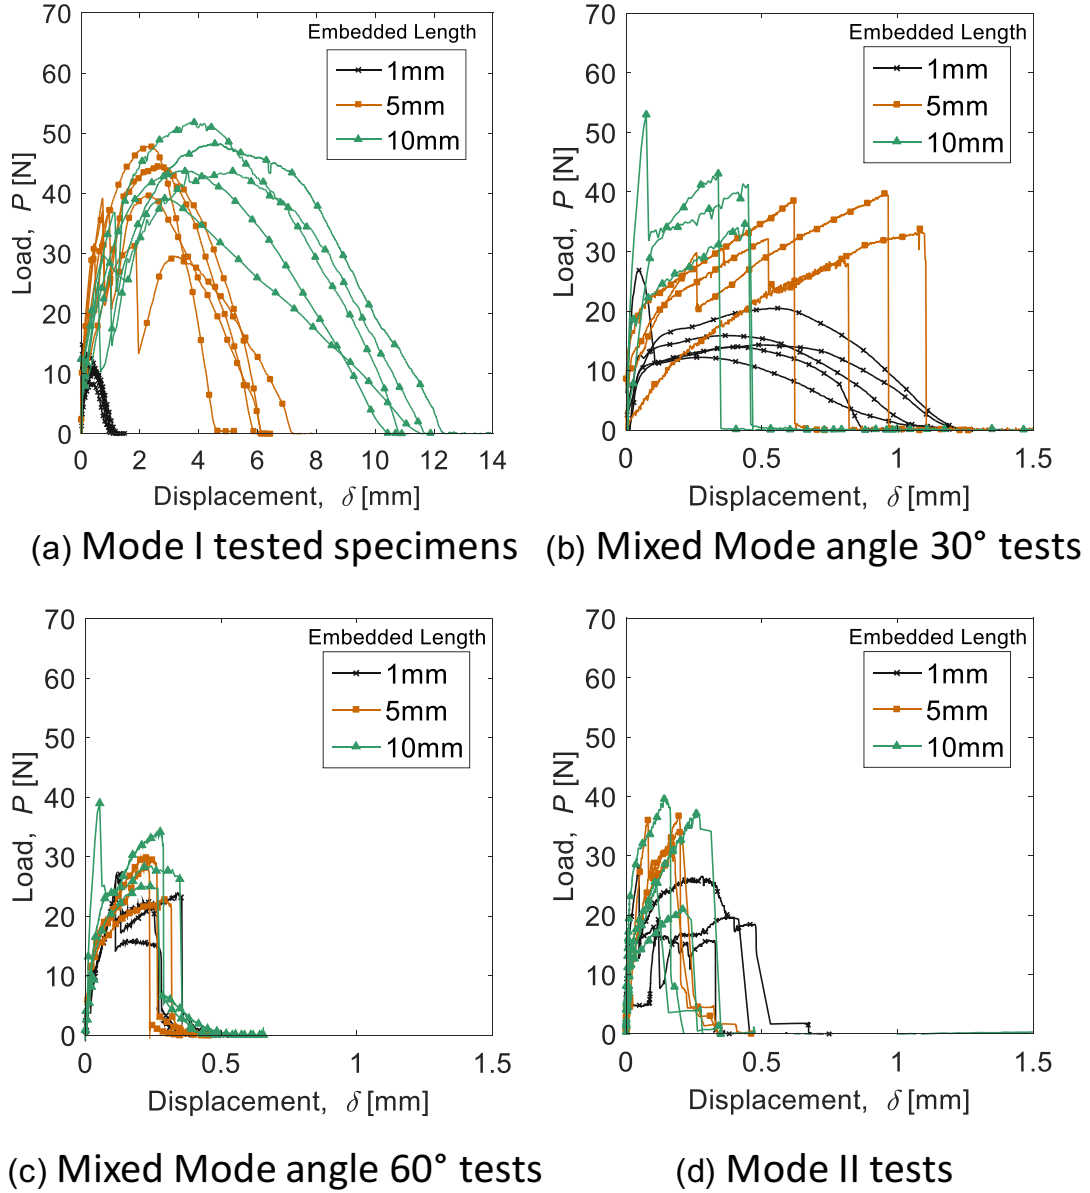 70
60
50
40
30
20
10
0
Load, P [N]
Embedded Length
1mm
5mm
10mm
0 2 4 6 8 10 12 14
Displacement, δ [mm]
(a) Mode I tested specimens
70
60
50
40
30
20
10
0
Load, P [N]
Embedded Length
1mm
5mm
10mm
0 0.5 1 1.5
Displacement, δ [mm]
(b) Mixed Mode angle 30° tests
70
60
50
40
30
20
10
0
Load, P [N]
Embedded Length
1mm
5mm
10mm
0 0.5 1 1.5
Displacement, δ [mm]
(c) Mixed Mode angle 60° tests
70
60
50
40
30
20
10
0
Load, P [N]
Embedded Length
1mm
5mm
10mm
0 0.5 1 1.5
Displacement, δ [mm]
(d) Mode II tests